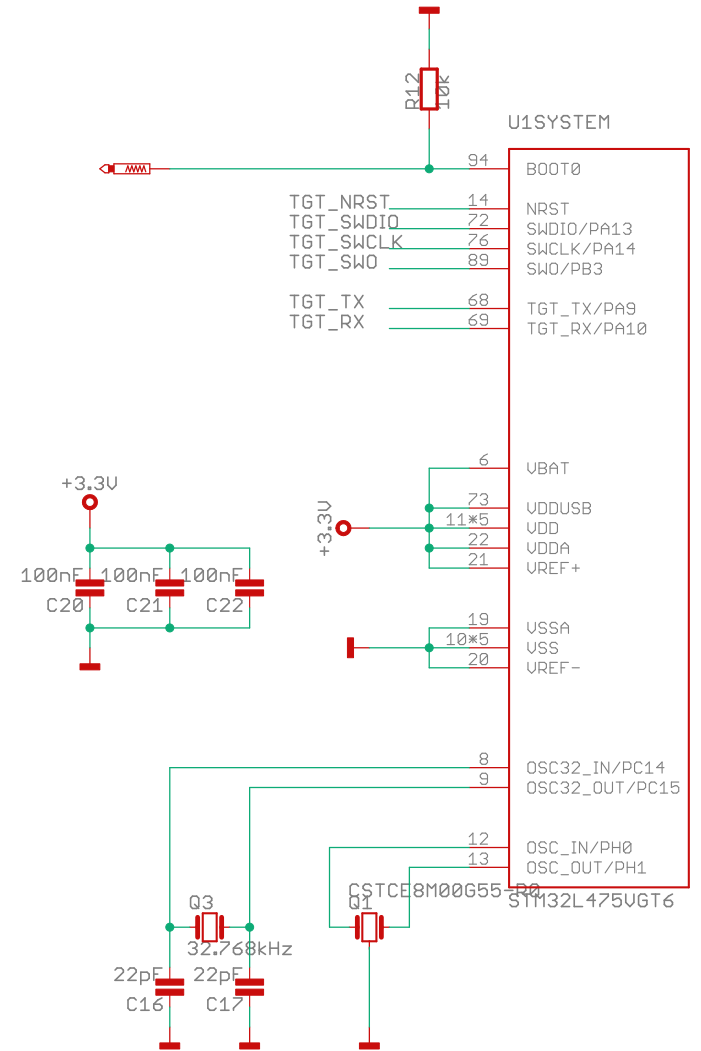 R12
10k
U1SYSTEM
94
BOOT0
TGT_NRST
14
NRST
TGT_SWDIO
72
SWDIO/PA13
TGT_SWCLK
76
SWCLK/PA14
TGT_SWO
89
SWO/PB3
TGT_TX
68
TGT_TX/PA9
TGT_RX
69
TGT_RX/PA10
6
VBAT
+3.3V
73
VDDUSB
+3.3V
11*5
VDD
22
VDDA
21
VREF+
100nF
100nF
100nF
C20
C21
C22
19
VSSA
10*5
VSS
20
VREF-
8
OSC32_IN/PC14
9
OSC32_OUT/PC15
12
OSC_IN/PH0
13
OSC_OUT/PH1
CSTCE8M00G55-R0
Q3
Q1
STM32L475VGT6
32.768kHz
22pF
22pF
C16
C17